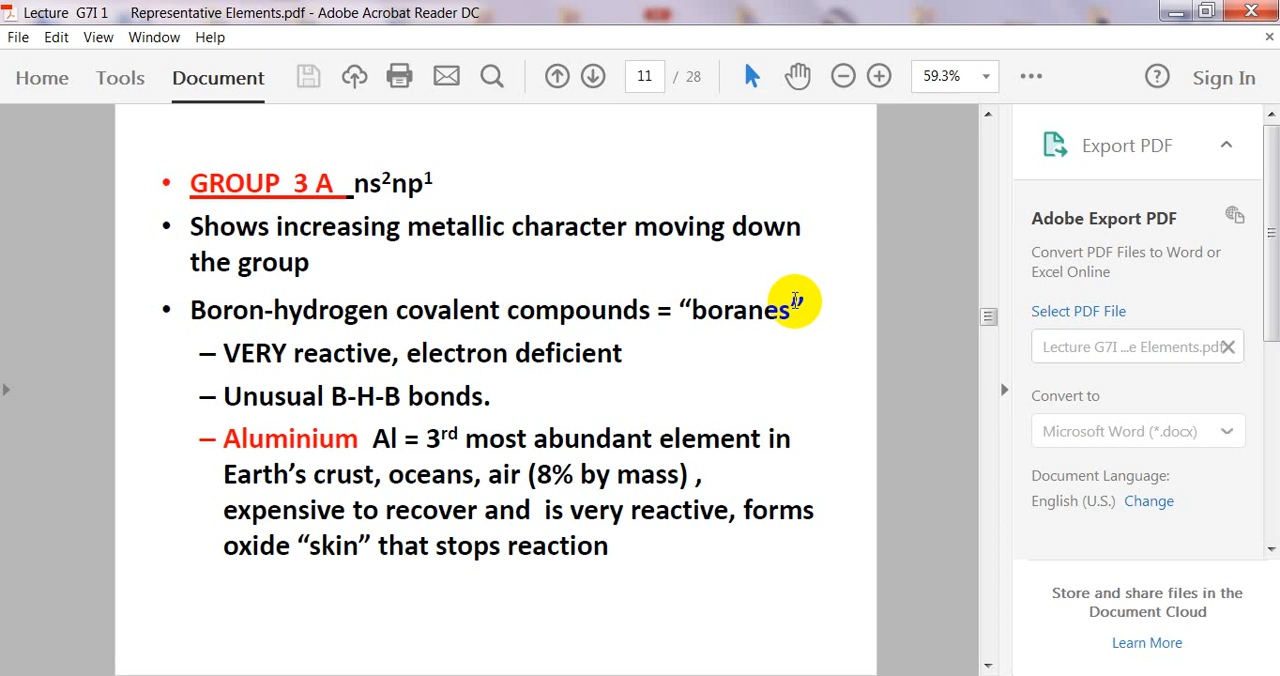 Lecture G7I 1 Representative Elements.pdf - Adobe Acrobat Reader DC
File Edit View Window Help
Home Tools Document 11 / 28 59.3% Sign In
• GROUP 3 A ns²np¹
• Shows increasing metallic character moving down
the group
• Boron-hydrogen covalent compounds = “boranes”
– VERY reactive, electron deficient
– Unusual B-H-B bonds.
– Aluminium Al = 3rd most abundant element in
Earth’s crust, oceans, air (8% by mass) ,
expensive to recover and is very reactive, forms
oxide “skin” that stops reaction
Export PDF
Adobe Export PDF
Convert PDF Files to Word or
Excel Online
Select PDF File
Lecture G7I ...e Elements.pdf
Convert to
Microsoft Word (*.docx)
Document Language:
English (U.S.) Change
Store and share files in the
Document Cloud
Learn More